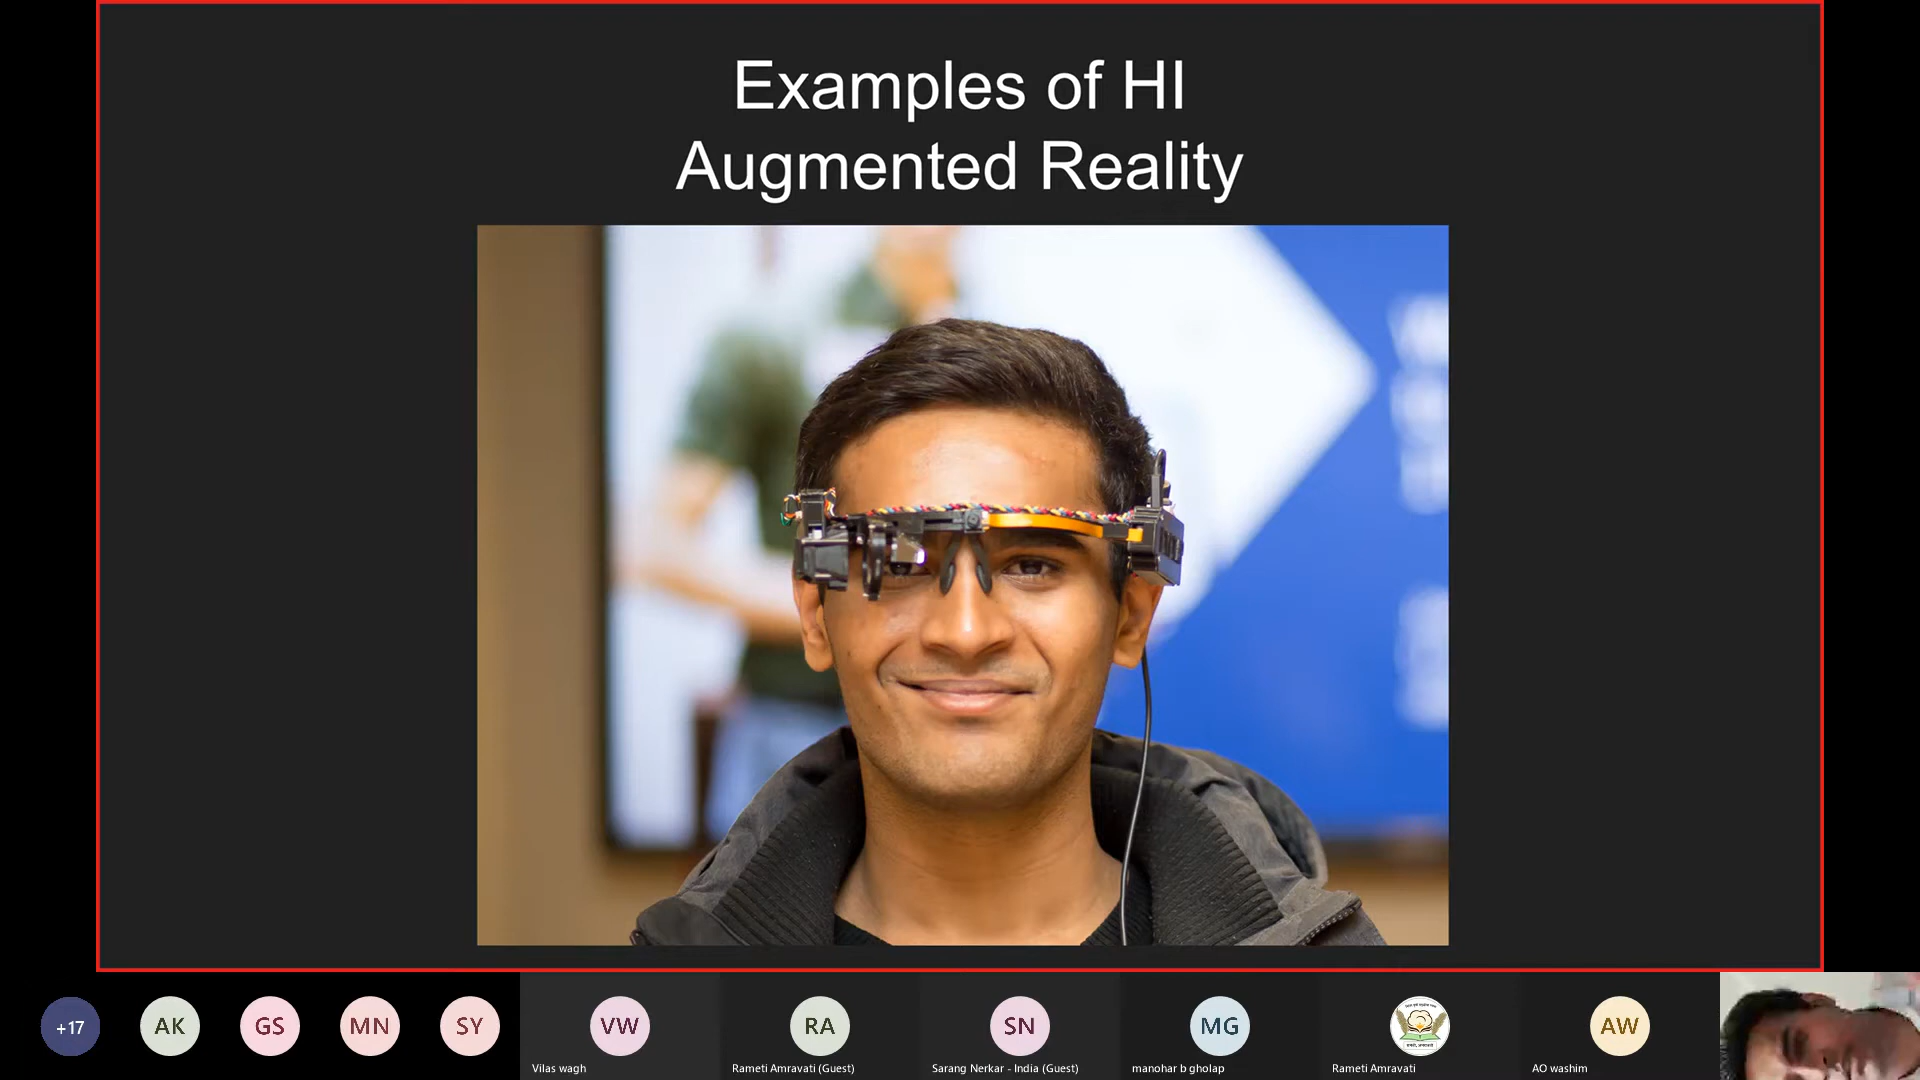 Examples of HI
Augmented Reality
+17
AK
GS
MN
SY
VW
RA
SN
MG
AW
Vilas wagh
Rameti Amravati (Guest)
Sarang Nerkar - India (Guest)
manohar b gholap
Rameti Amravati
AO washim